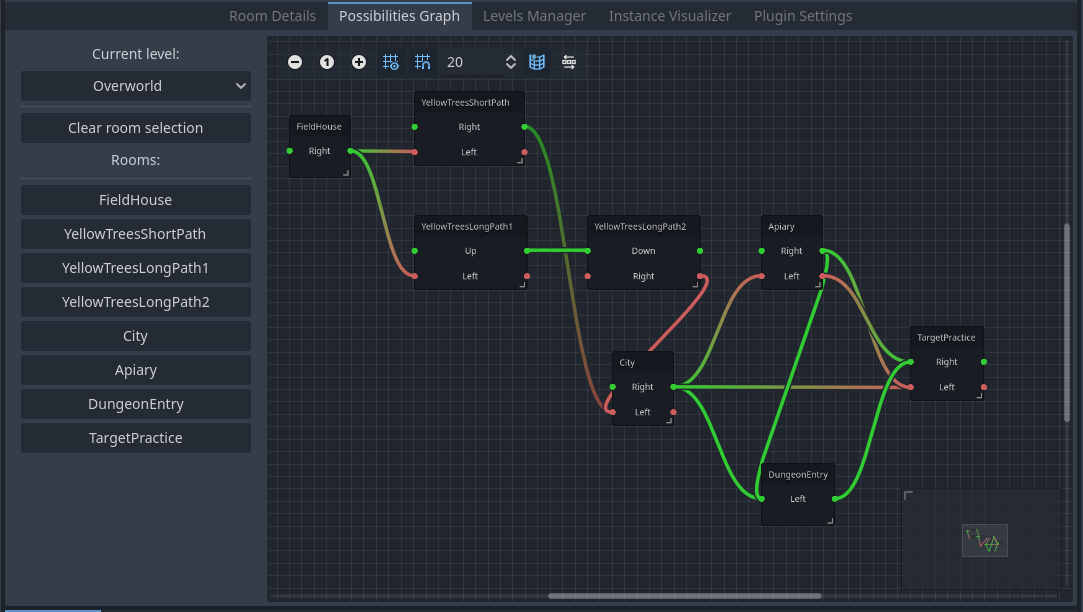 Room Details
Possibilities Graph
Levels Manager
Instance Visualizer
Plugin Settings
Current level:
Overworld
Clear room selection
Rooms:
FieldHouse
YellowTreesShortPath
YellowTreesLongPath1
YellowTreesLongPath2
City
Apiary
DungeonEntry
TargetPractice
1
20
YellowTreesShortPath
Right
Left
FieldHouse
Right
YellowTreesLongPath1
Up
Left
YellowTreesLongPath2
Down
Right
Apiary
Right
Left
City
Right
Left
TargetPractice
Right
Left
DungeonEntry
Left